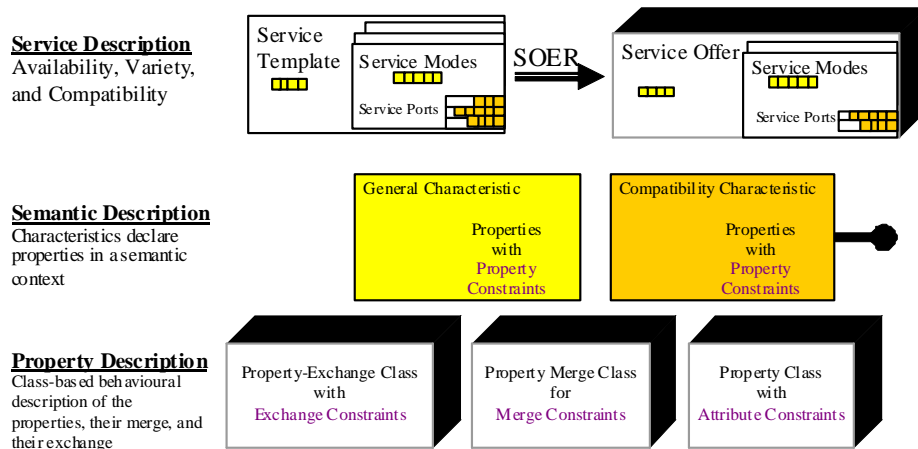 Service Description
Availability, Variety,
and Compatibility
Service
Template
Service Modes
Service Ports
SOER
Service Offer
Service Modes
Service Ports
Semantic Description
Characteristics declare
properties in a semantic
context
General Characteristic
Properties
with
Property
Constraints
Compatibility Characteristic
Properties
with
Property
Constraints
Property Description
Class-based behavioural
description of the
properties, their merge, and
their exchange
Property-Exchange Class
with
Exchange Constraints
Property Merge Class
for
Merge Constraints
Property Class
with
Attribute Constraints